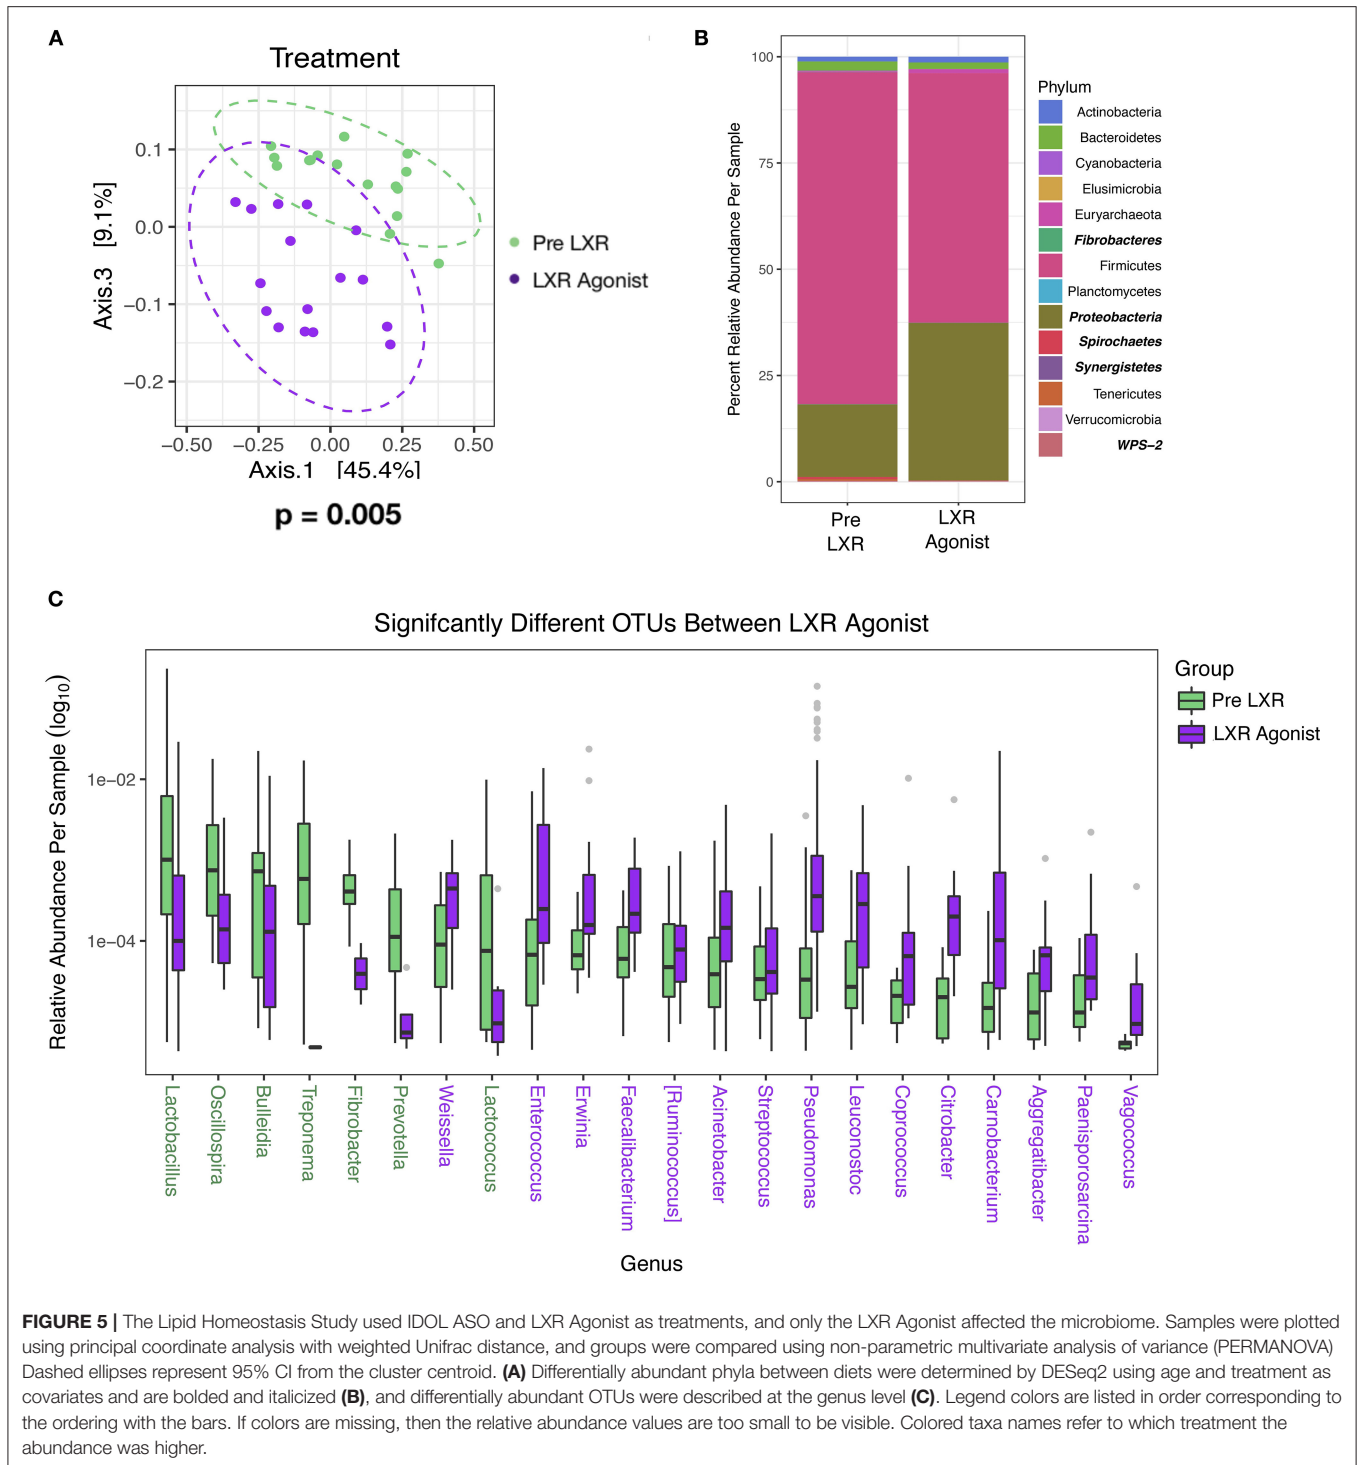 A
Treatment
0.1
0.0
−0.1
−0.2
Axis.3 [9.1%]
−0.50 −0.25 0.00 0.25 0.50
Axis.1 [45.4%]
p = 0.005
Pre LXR
LXR Agonist
B
100
75
50
25
0
Percent Relative Abundance Per Sample
Pre
LXR
LXR
Agonist
Phylum
Actinobacteria
Bacteroidetes
Cyanobacteria
Elusimicrobia
Euryarchaeota
Fibrobacteres
Firmicutes
Planctomycetes
Proteobacteria
Spirochaetes
Synergistetes
Tenericutes
Verrucomicrobia
WPS−2
C
Signifcantly Different OTUs Between LXR Agonist
Relative Abundance Per Sample (log10)
1e−02
1e−04
Group
Pre LXR
LXR Agonist
Lactobacillus
Oscillospira
Bulleidia
Treponema
Fibrobacter
Prevotella
Weissella
Lactococcus
Enterococcus
Erwinia
Faecalibacterium
[Ruminococcus]
Acinetobacter
Streptococcus
Pseudomonas
Leuconostoc
Coprococcus
Citrobacter
Carnobacterium
Aggregatibacter
Paenisporosarcina
Vagococcus
Genus
FIGURE 5 | The Lipid Homeostasis Study used IDOL ASO and LXR Agonist as treatments, and only the LXR Agonist affected the microbiome. Samples were plotted
using principal coordinate analysis with weighted Unifrac distance, and groups were compared using non-parametric multivariate analysis of variance (PERMANOVA)
Dashed ellipses represent 95% CI from the cluster centroid. (A) Differentially abundant phyla between diets were determined by DESeq2 using age and treatment as
covariates and are bolded and italicized (B), and differentially abundant OTUs were described at the genus level (C). Legend colors are listed in order corresponding to
the ordering with the bars. If colors are missing, then the relative abundance values are too small to be visible. Colored taxa names refer to which treatment the
abundance was higher.